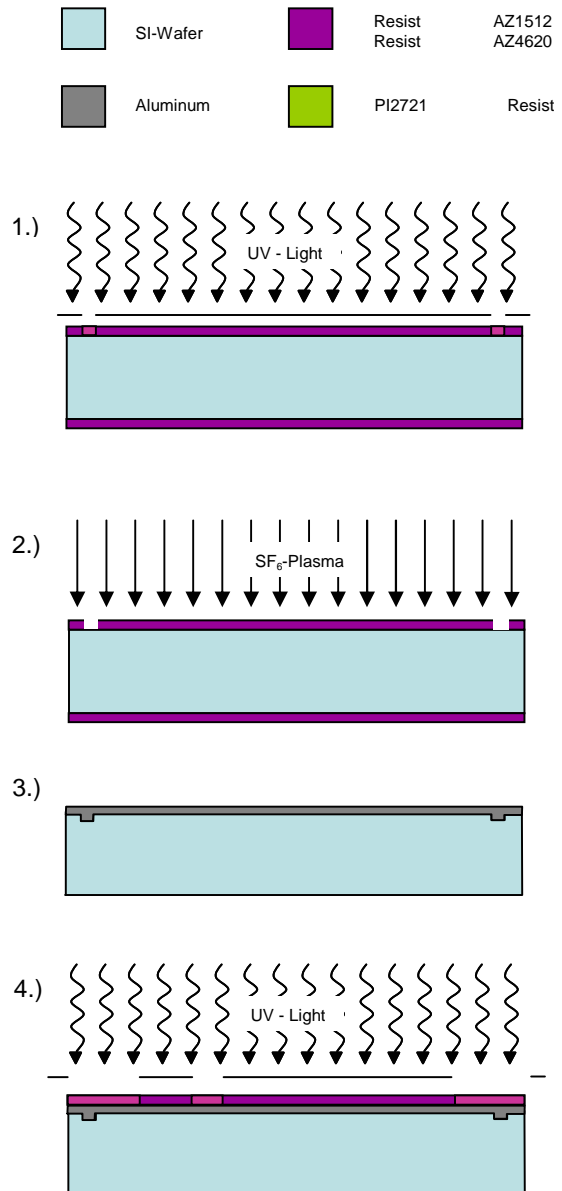 SI-Wafer
Resist AZ1512
Resist AZ4620
Aluminum
PI2721 Resist
1.)
UV - Light
2.)
SF₆-Plasma
3.)
4.)
UV - Light